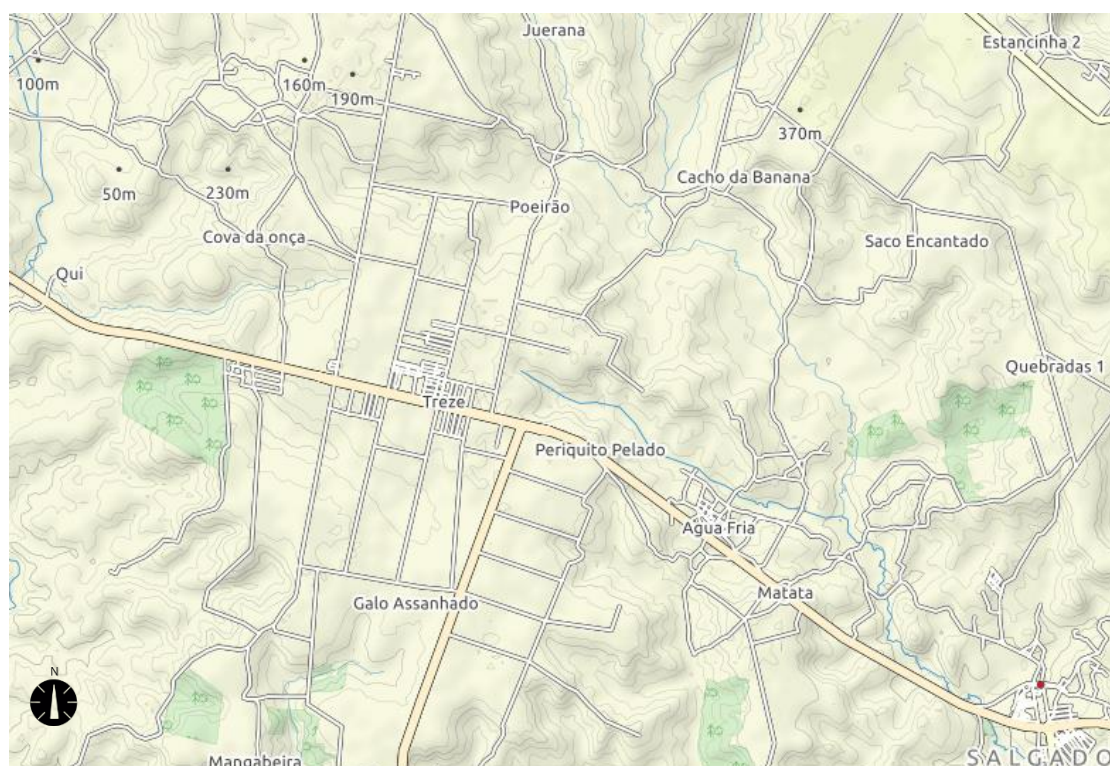 Juerana
Estancinha 2
100m
160m
190m
370m
50m
230m
Cacho da Banana
Poeirão
Cova da onça
Saco Encantado
Qui
Quebradas 1
Treze
Periquito Pelado
Agua Fria
Matata
Galo Assanhado
N
SALGADO
Mangabeira